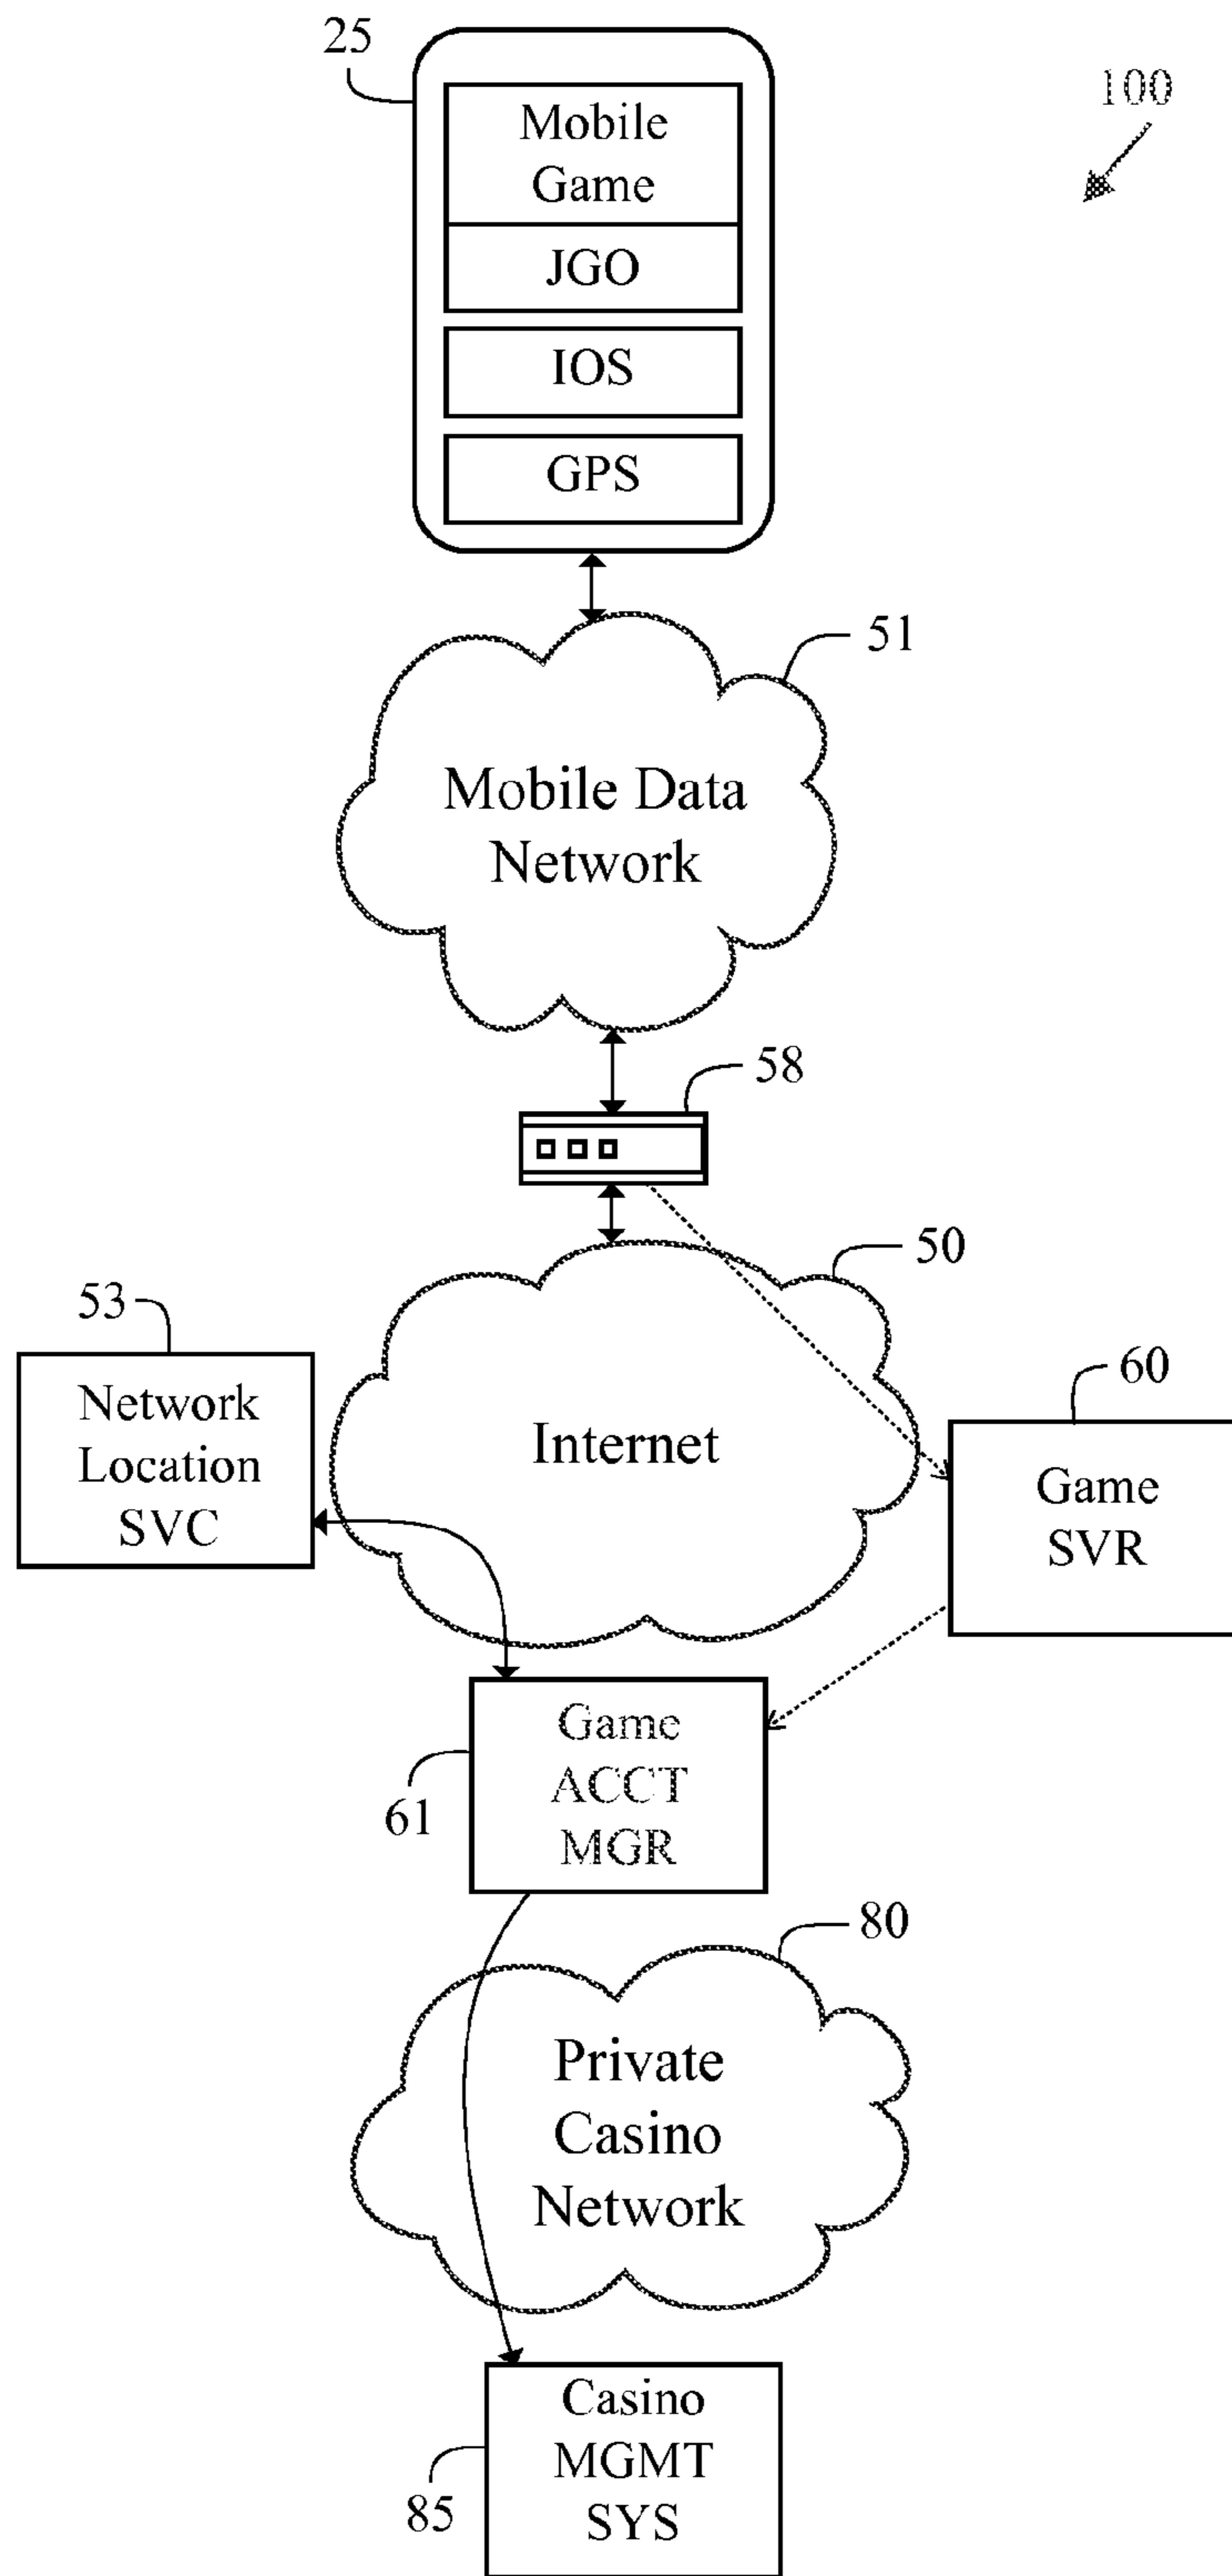 25
100
Mobile
Game
JGO
IOS
GPS
51
Mobile Data
Network
58
50
53
Network
Location
SVC
Internet
60
Game
SVR
Game
ACCT
MGR
61
80
Private
Casino
Network
Casino
MGMT
SYS
85